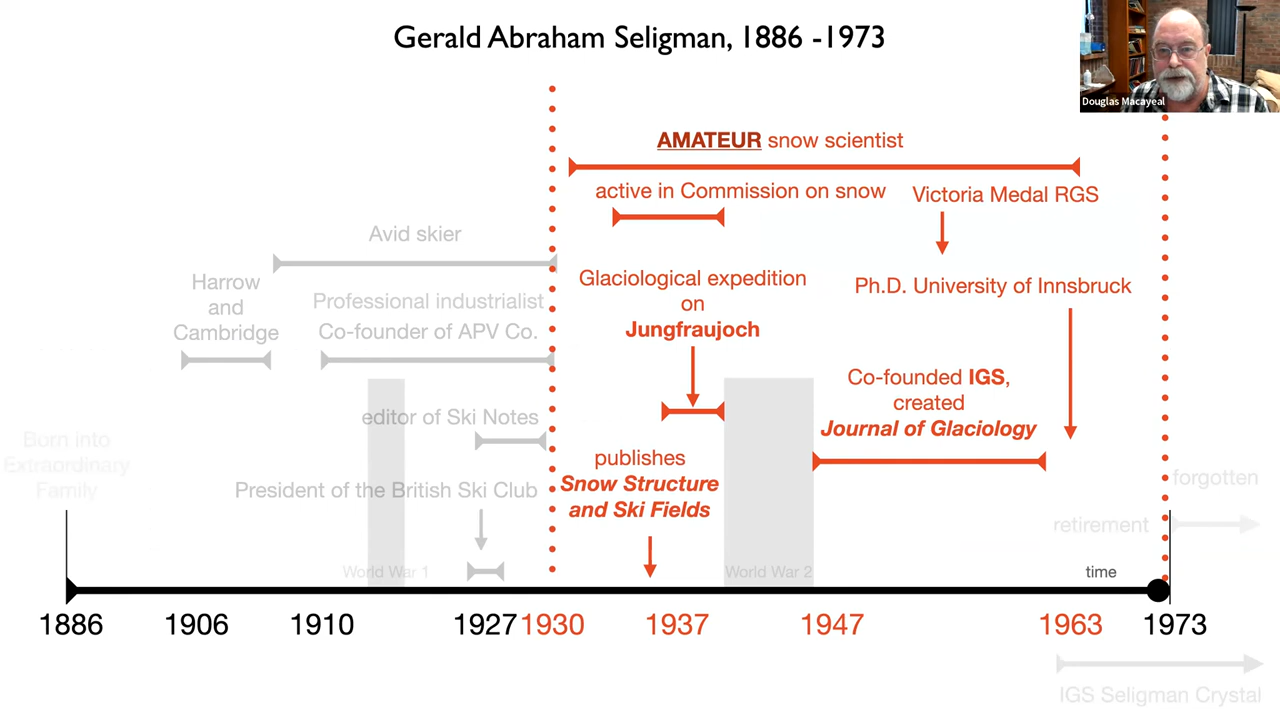 Gerald Abraham Seligman, 1886 -1973
Douglas Macayeal
AMATEUR snow scientist
active in Commission on snow
Victoria Medal RGS
Avid skier
Harrow
and
Cambridge
Professional industrialist
Co-founder of APV Co.
Glaciological expedition
on
Jungfraujoch
Ph.D. University of Innsbruck
Co-founded IGS,
created
Journal of Glaciology
editor of Ski Notes
Born into
Extraordinary
Family
President of the British Ski Club
publishes
Snow Structure
and Ski Fields
forgotten
retirement
World War 1
World War 2
time
1886
1906
1910
1927
1930
1937
1947
1963
1973
IGS Seligman Crystal